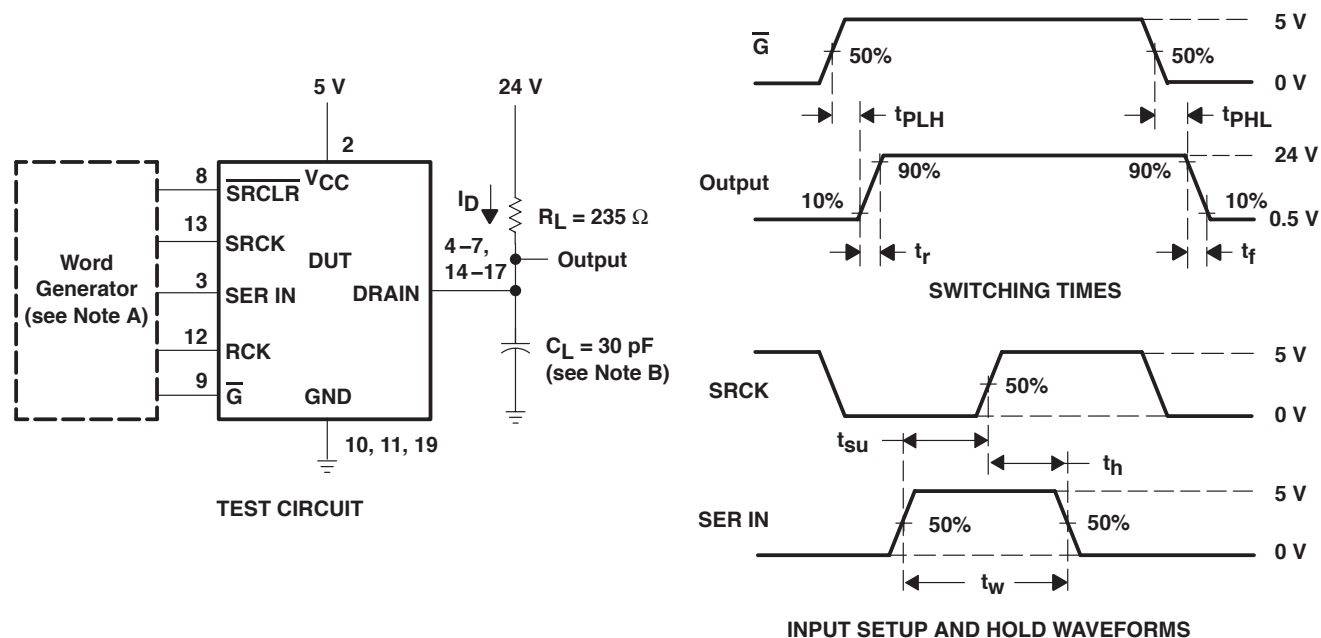 5 V
24 V
2
8
SRCLR
VCC
ID
RL = 235 Ω
13
SRCK
4–7,
14–17
Output
Word
Generator
(see Note A)
DUT
3
SER IN
DRAIN
12
RCK
CL = 30 pF
(see Note B)
9
G
GND
10, 11, 19
TEST CIRCUIT
G
50%
50%
5 V
0 V
tPLH
tPHL
Output
10%
90%
90%
10%
24 V
0.5 V
tr
tf
SWITCHING TIMES
SRCK
50%
5 V
0 V
tsu
th
SER IN
50%
50%
5 V
0 V
tw
INPUT SETUP AND HOLD WAVEFORMS